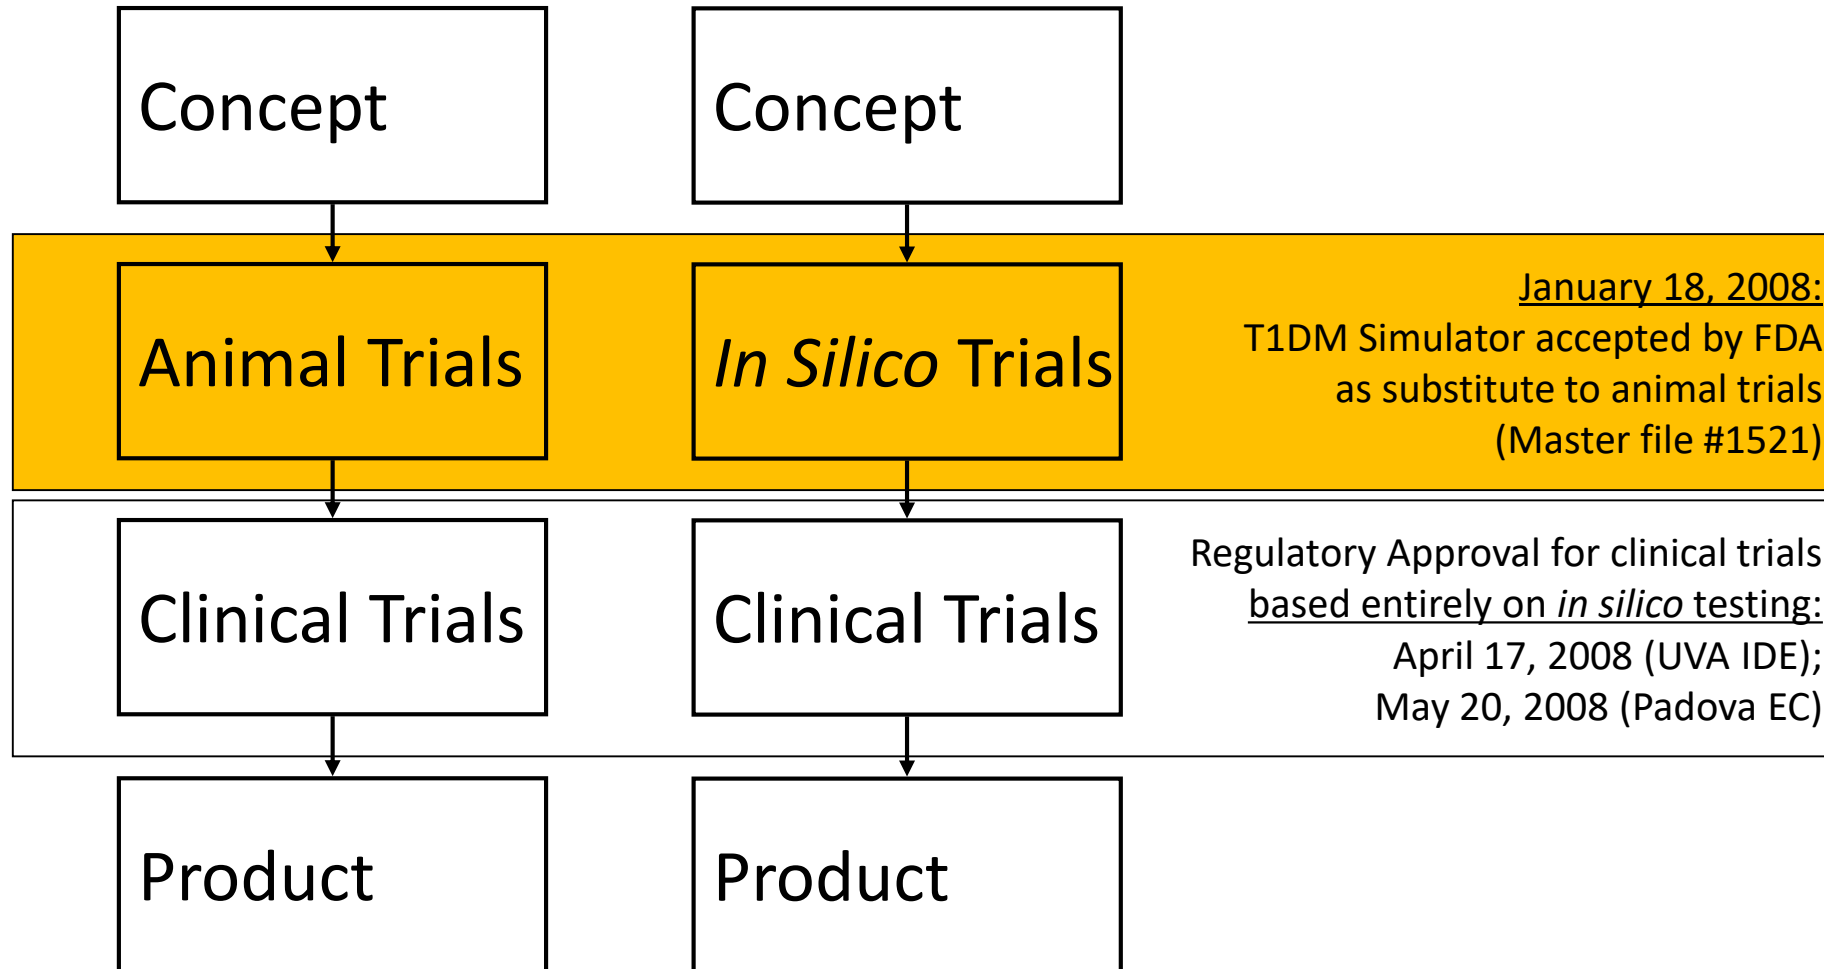 Concept
Concept
Animal Trials
In Silico Trials
January 18, 2008:
T1DM Simulator accepted by FDA
as substitute to animal trials
(Master file #1521)
Clinical Trials
Clinical Trials
Regulatory Approval for clinical trials
based entirely on in silico testing:
April 17, 2008 (UVA IDE);
May 20, 2008 (Padova EC)
Product
Product